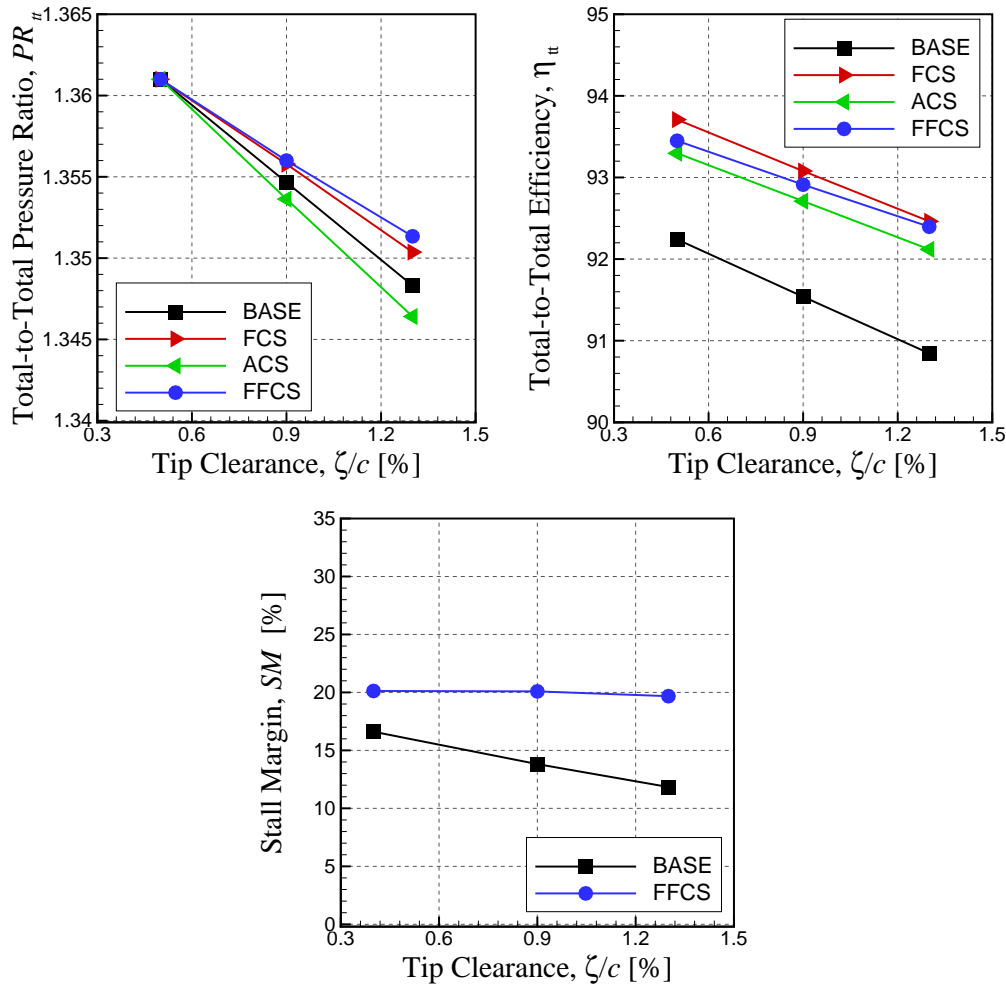 1.365
1.36
1.355
1.35
1.345
1.34
0.3 0.6 0.9 1.2 1.5
Total-to-Total Pressure Ratio, PR_tt
Tip Clearance, ζ/c [%]
BASE
FCS
ACS
FFCS
95
94
93
92
91
90
0.3 0.6 0.9 1.2 1.5
Total-to-Total Efficiency, η_tt
Tip Clearance, ζ/c [%]
BASE
FCS
ACS
FFCS
35
30
25
20
15
10
5
0
0.3 0.6 0.9 1.2 1.5
Stall Margin, SM [%]
Tip Clearance, ζ/c [%]
BASE
FFCS